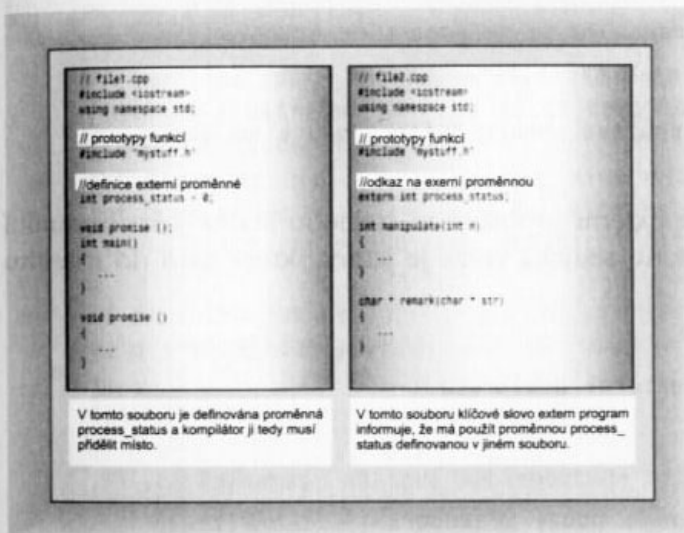 // file1.cpp
#include <iostream>
using namespace std;
// prototypy funkcí
#include "mystuff.h"
//definice externí proměnné
int process_status = 0;
void promise ();
int main()
{
...
}
void promise ()
{
...
}
V tomto souboru je definována proměnná
process_status a kompilátor jí tedy musí
přidělit místo.
// file2.cpp
#include <iostream>
using namespace std;
// prototypy funkcí
#include "mystuff.h"
//odkaz na exerní proměnnou
extern int process_status;
int manipulate(int n)
{
...
}
char * remark(char * str)
{
...
}
V tomto souboru klíčové slovo extern program
informuje, že má použít proměnnou process_
status definovanou v jiném souboru.